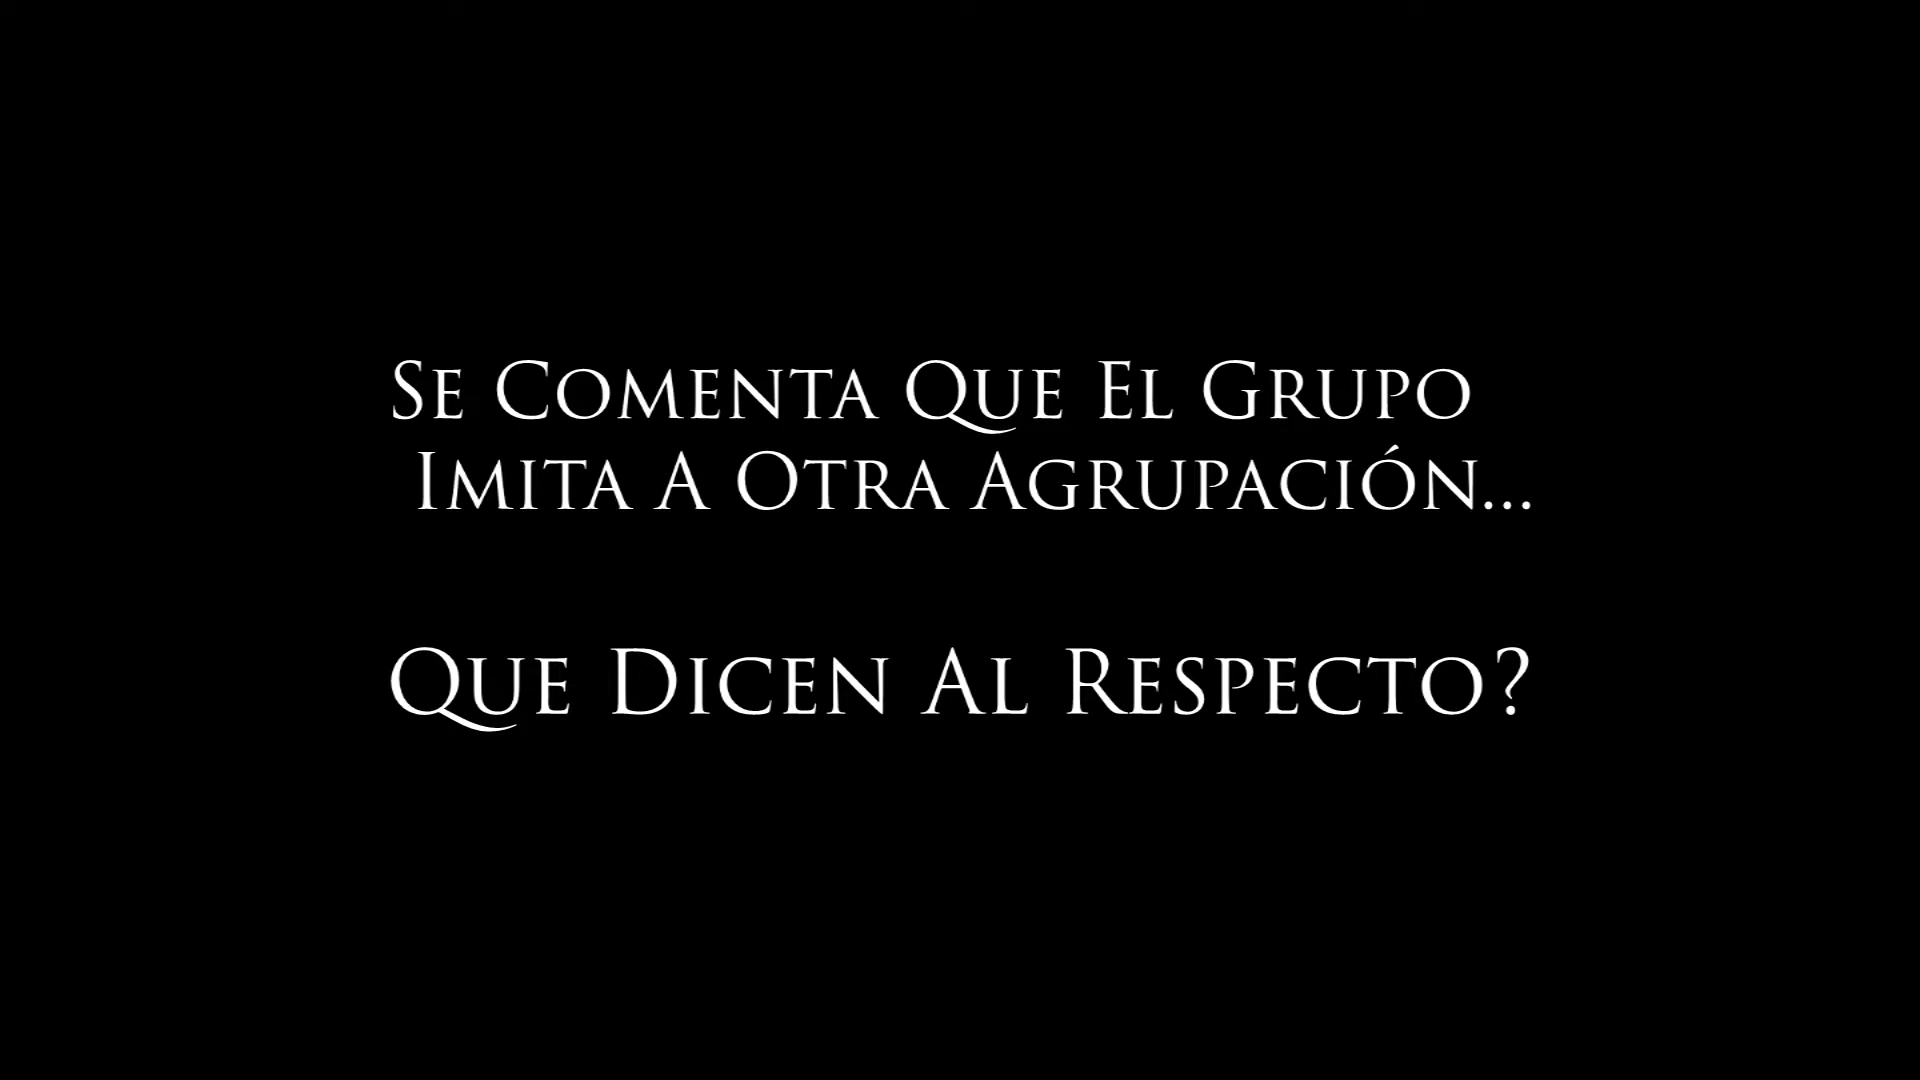 Se Comenta Que El Grupo
Imita A Otra Agrupación...
Que Dicen Al Respecto?